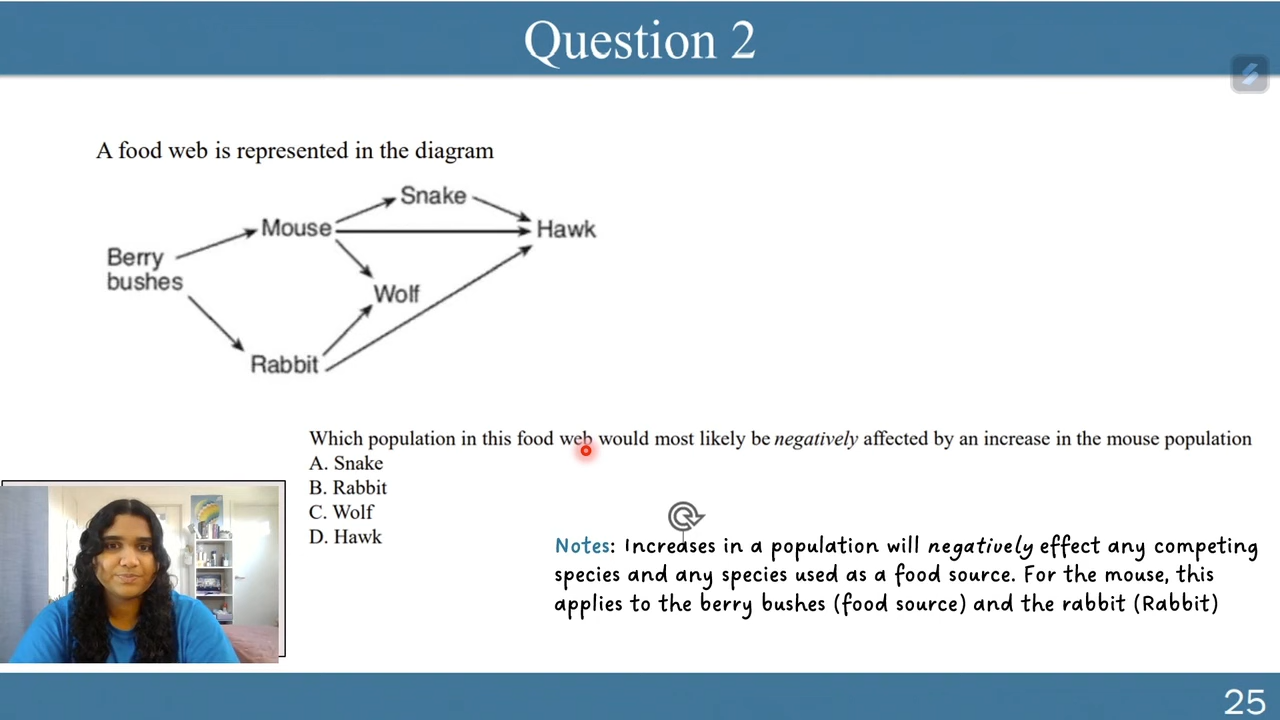 Question 2
A food web is represented in the diagram
Snake
Mouse
Hawk
Berry
bushes
Wolf
Rabbit
Which population in this food web would most likely be negatively affected by an increase in the mouse population
A. Snake
B. Rabbit
C. Wolf
D. Hawk
Notes: Increases in a population will negatively effect any competing
species and any species used as a food source. For the mouse, this
applies to the berry bushes (food source) and the rabbit (Rabbit)
25